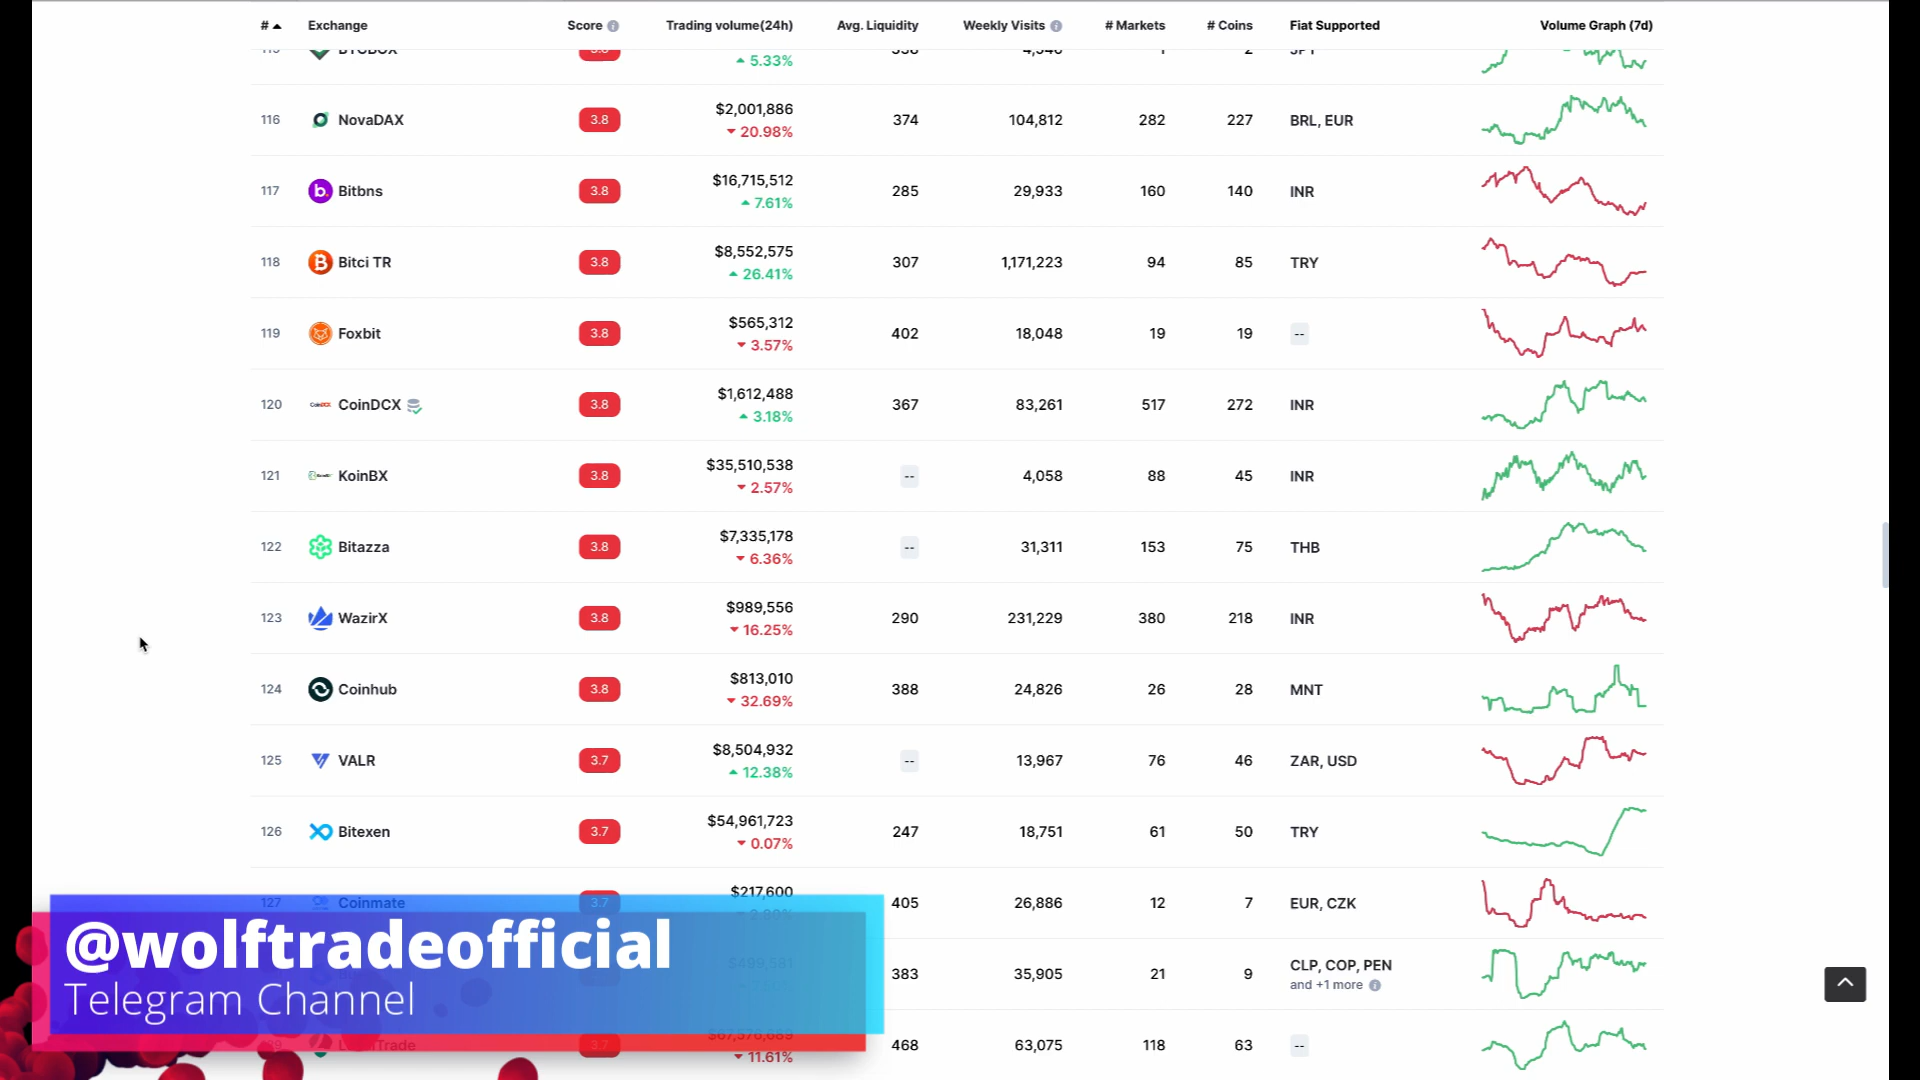 # Exchange Score Trading volume(24h) Avg. Liquidity Weekly Visits # Markets # Coins Fiat Supported Volume Graph (7d)
5.33%
116 NovaDAX 3.8 $2,001,886 374 104,812 282 227 BRL, EUR
20.98%
117 Bitbns 3.8 $16,715,512 285 29,933 160 140 INR
7.61%
118 Bitci TR 3.8 $8,552,575 307 1,171,223 94 85 TRY
26.41%
119 Foxbit 3.8 $565,312 402 18,048 19 19 --
3.57%
120 CoinDCX 3.8 $1,612,488 367 83,261 517 272 INR
3.18%
121 KoinBX 3.8 $35,510,538 -- 4,058 88 45 INR
2.57%
122 Bitazza 3.8 $7,335,178 -- 31,311 153 75 THB
6.36%
123 WazirX 3.8 $989,556 290 231,229 380 218 INR
16.25%
124 Coinhub 3.8 $813,010 388 24,826 26 28 MNT
32.69%
125 VALR 3.7 $8,504,932 -- 13,967 76 46 ZAR, USD
12.38%
126 Bitexen 3.7 $54,961,723 247 18,751 61 50 TRY
0.07%
127 Coinmate 3.7 $217,600 405 26,886 12 7 EUR, CZK
383 35,905 21 9 CLP, COP, PEN
and +1 more
3.7 468 63,075 118 63 --
11.61%
@wolftradeofficial
Telegram Channel